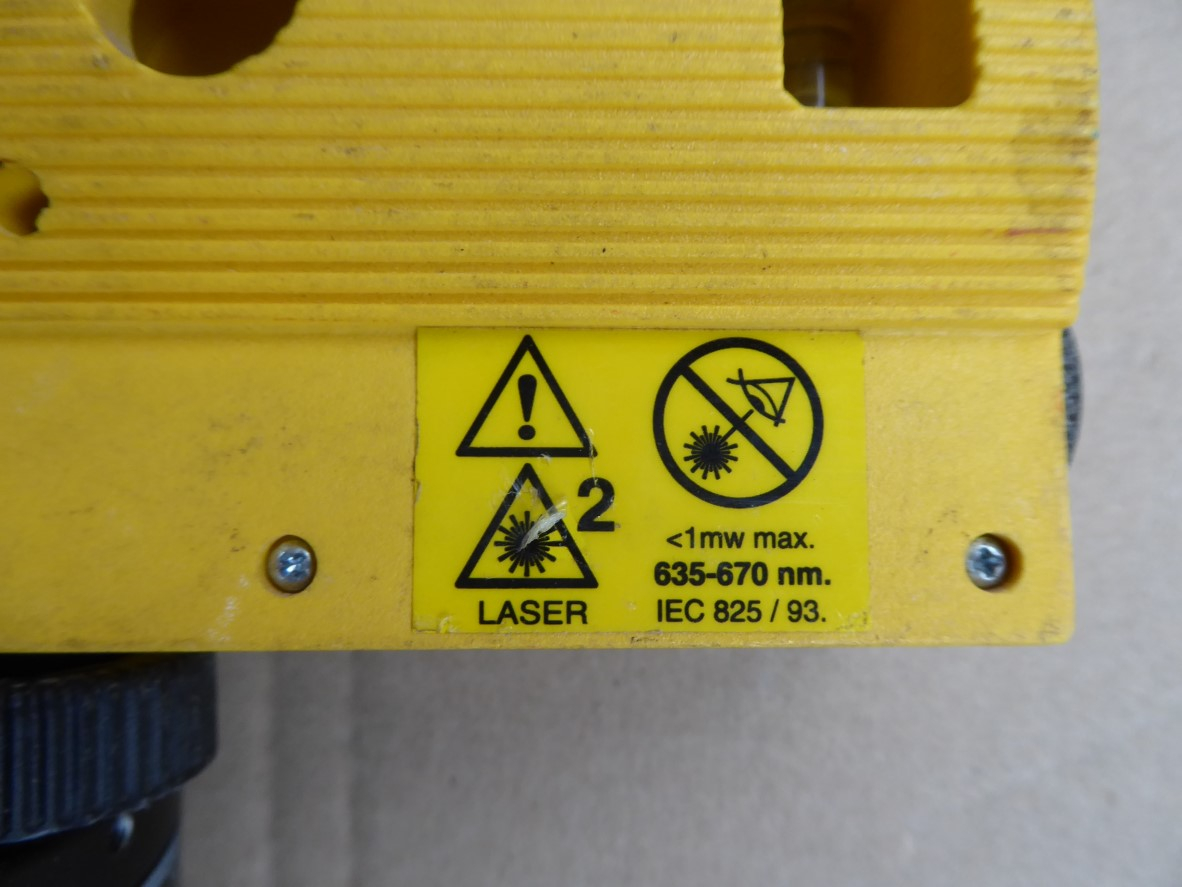 !
2
LASER
<1mw max.
635-670 nm.
IEC 825 / 93.